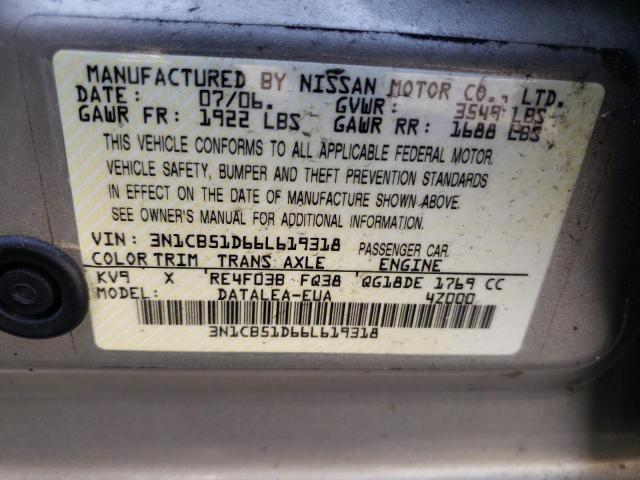 MANUFACTURED BY NISSAN MOTOR CO., LTD.
DATE: 07/06. GVWR: 3549 LBS
GAWR FR: 1922 LBS GAWR RR: 1688 LBS
THIS VEHICLE CONFORMS TO ALL APPLICABLE FEDERAL MOTOR
VEHICLE SAFETY, BUMPER AND THEFT PREVENTION STANDARDS
IN EFFECT ON THE DATE OF MANUFACTURE SHOWN ABOVE.
SEE OWNER'S MANUAL FOR ADDITIONAL INFORMATION.
VIN: 3N1CB51D66L619318 PASSENGER CAR.
COLOR TRIM TRANS AXLE ENGINE
KV9 X RE4F03B FQ38 QG18DE 1769 CC
MODEL: DATALEA-EUA 4Z000
3N1CB51D66L619318